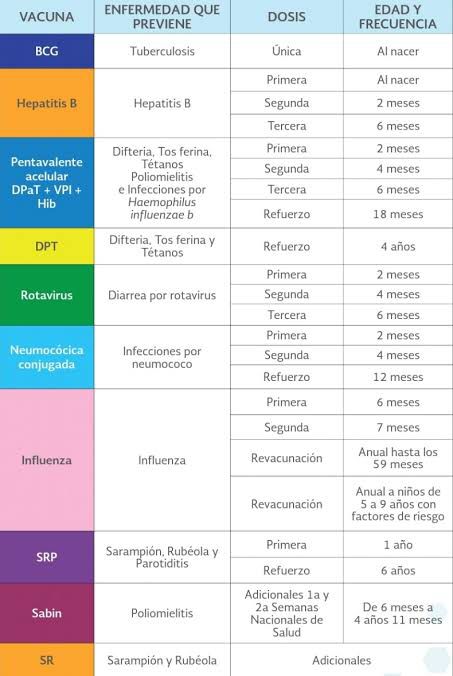 VACUNA
ENFERMEDAD QUE
PREVIENE
DOSIS
EDAD Y
FRECUENCIA
BCG
Tuberculosis
Única
Al nacer
Hepatitis B
Hepatitis B
Primera
Al nacer
Segunda
2 meses
Tercera
6 meses
Pentavalente
acelular
DPaT + VPI +
Hib
Difteria, Tos ferina,
Tétanos
Poliomielitis
e Infecciones por
Haemophilus
influenzae b
Primera
2 meses
Segunda
4 meses
Tercera
6 meses
Refuerzo
18 meses
DPT
Difteria, Tos ferina y
Tétanos
Refuerzo
4 años
Rotavirus
Diarrea por rotavirus
Primera
2 meses
Segunda
4 meses
Tercera
6 meses
Neumocócica
conjugada
Infecciones por
neumococo
Primera
2 meses
Segunda
4 meses
Refuerzo
12 meses
Influenza
Influenza
Primera
6 meses
Segunda
7 meses
Revacunación
Anual hasta los
59 meses
Revacunación
Anual a niños de
5 a 9 años con
factores de riesgo
SRP
Sarampión, Rubéola y
Parotiditis
Primera
1 año
Refuerzo
6 años
Sabin
Poliomielitis
Adicionales 1a y
2a Semanas
Nacionales de
Salud
De 6 meses a
4 años 11 meses
SR
Sarampión y Rubéola
Adicionales